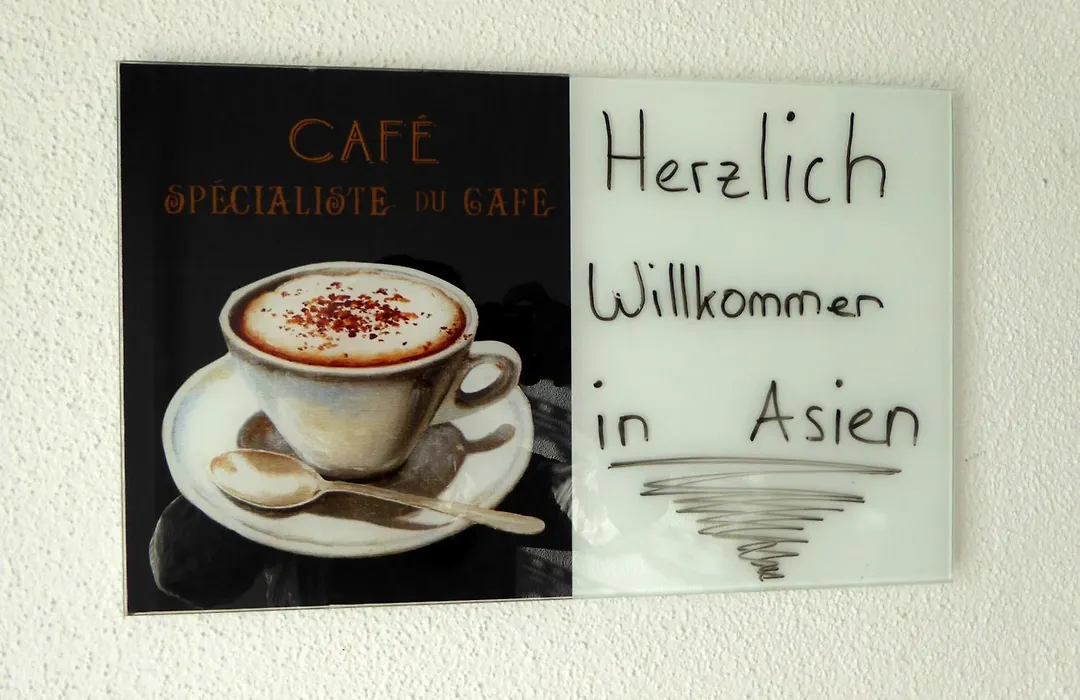 CAFÉ
SPÉCIALISTE DU CAFÉ
Herzlich
Willkommen
in Asien